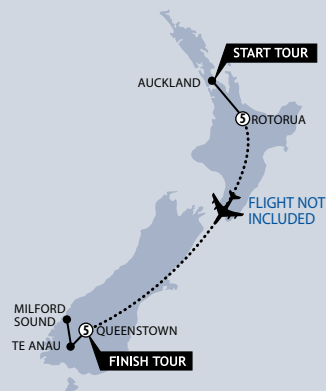 START TOUR
AUCKLAND
5 ROTORUA
FLIGHT NOT
INCLUDED
MILFORD
SOUND
5 QUEENSTOWN
TE ANAU
FINISH TOUR